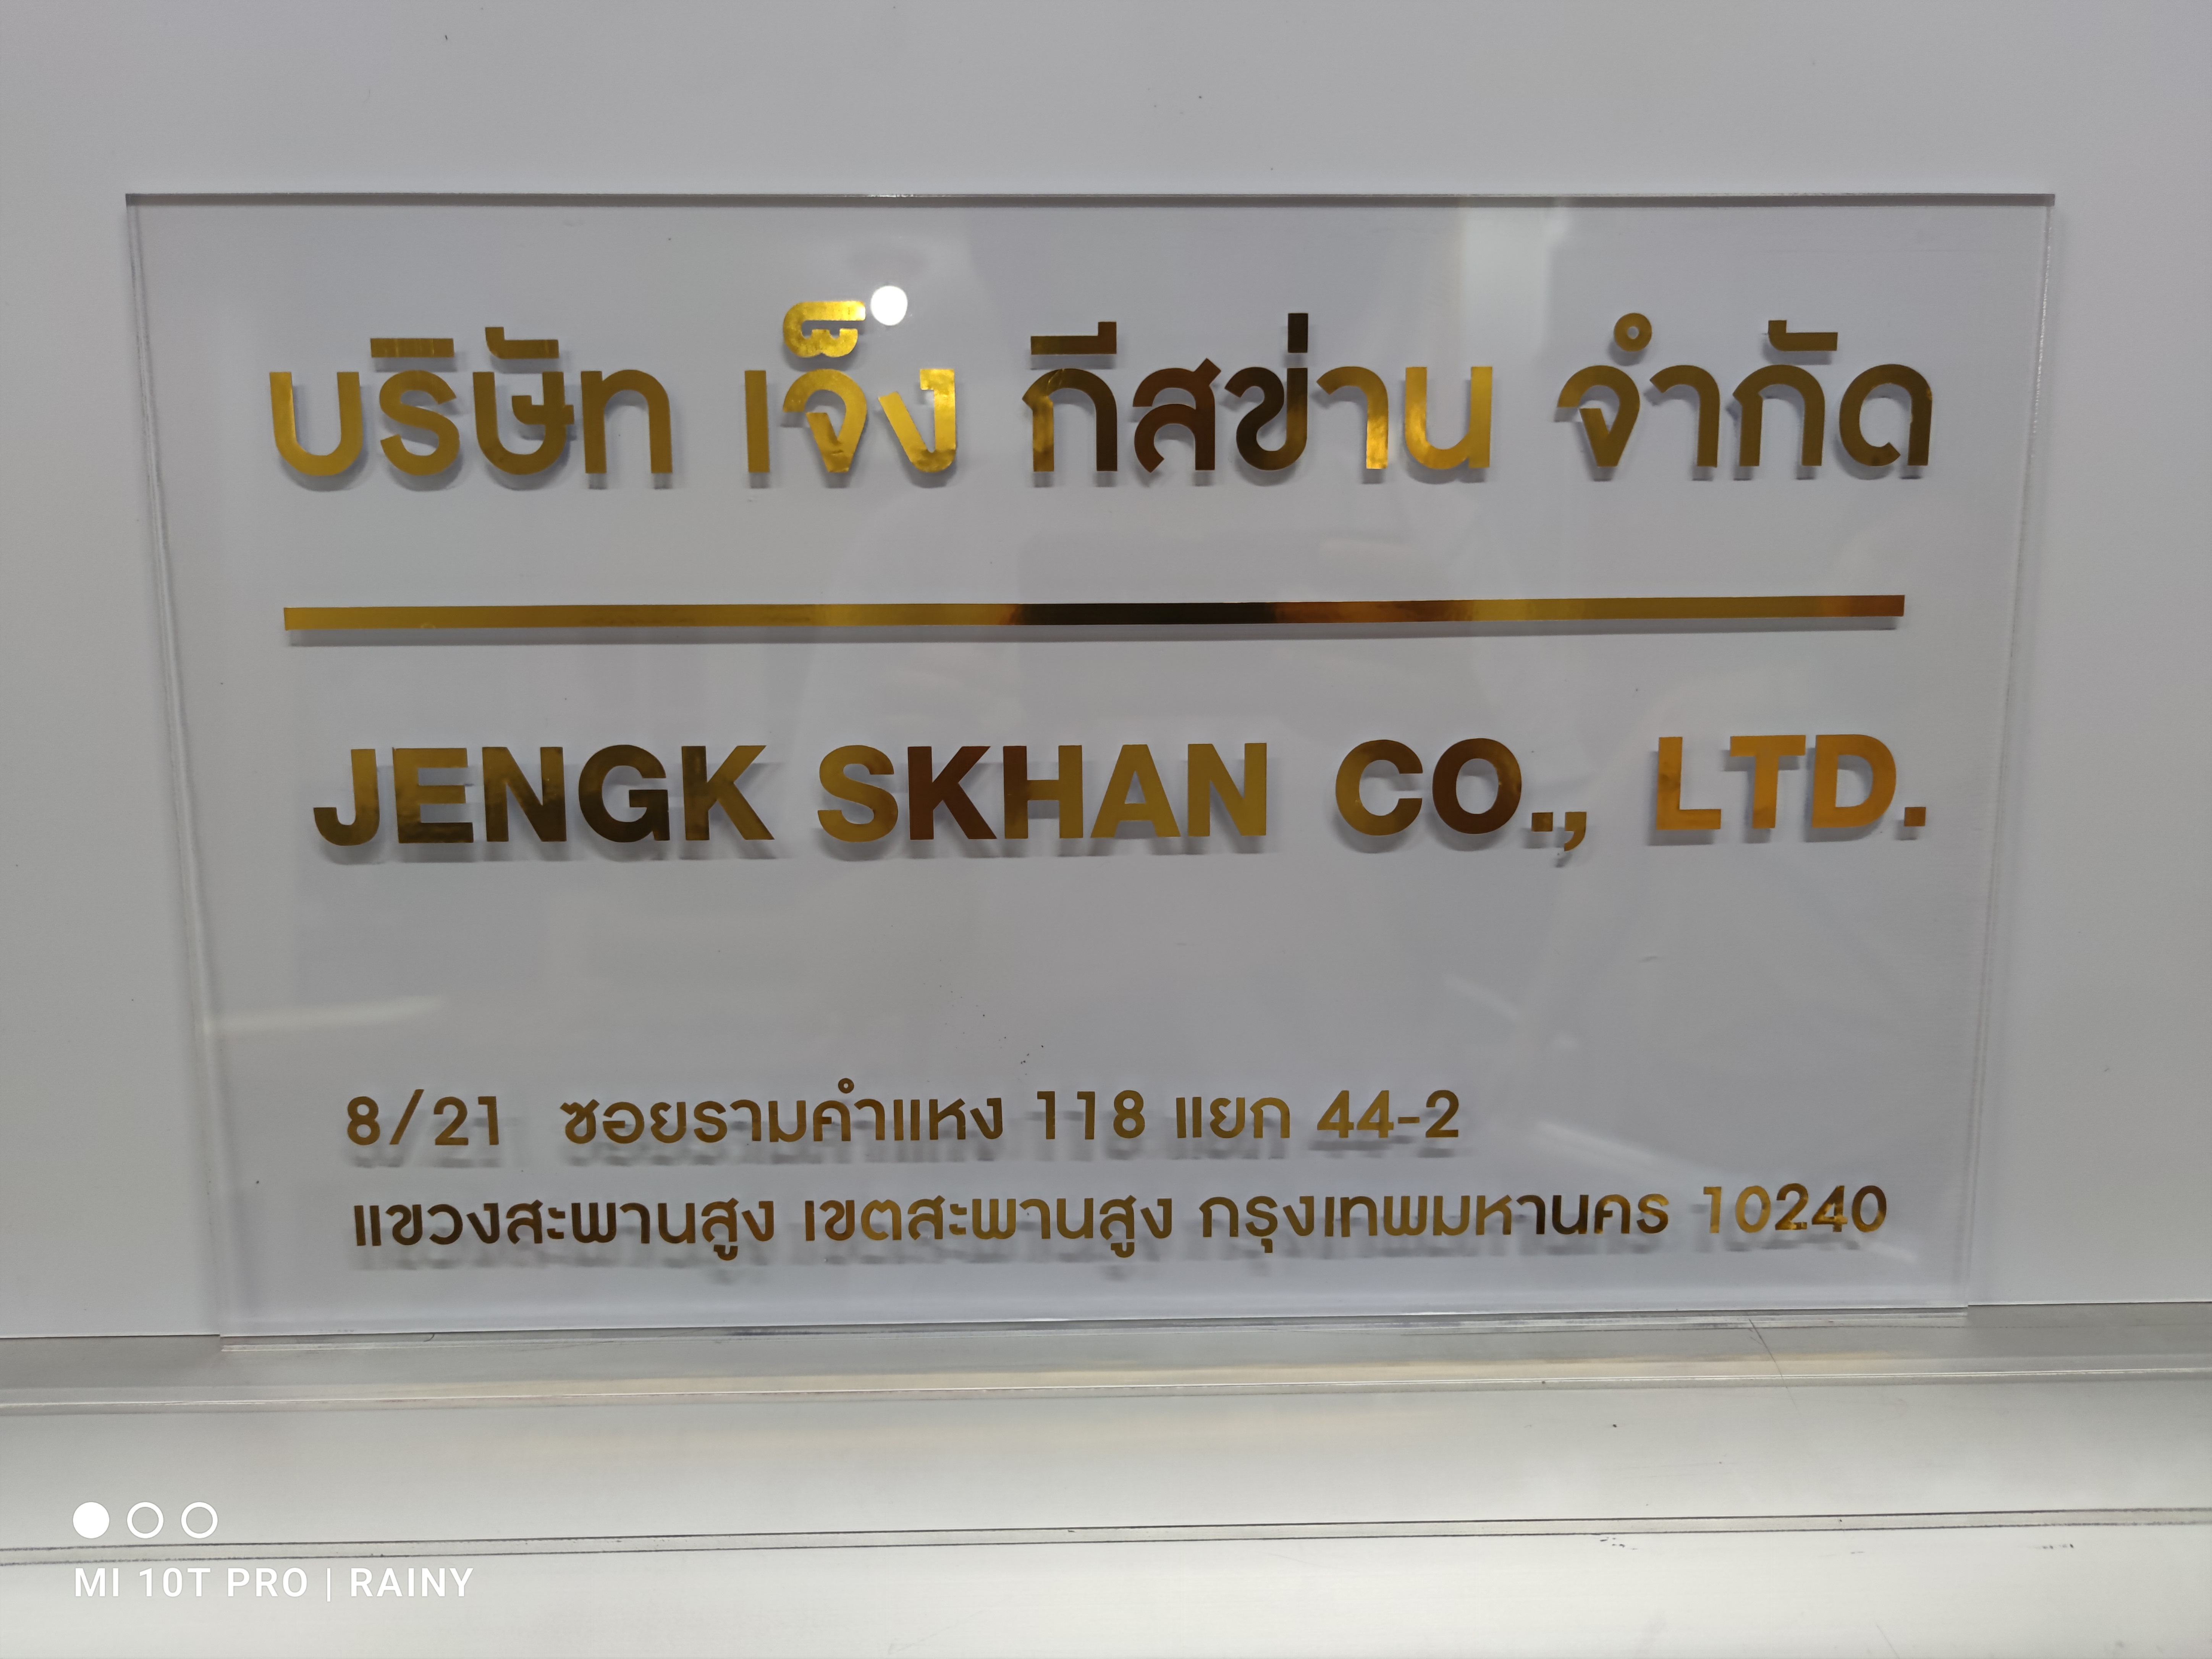 บริษัท เจ็ง กีสข่าน จำกัด
JENGK SKHAN CO., LTD.
8/21 ซอยรามคำแหง 118 แยก 44-2
แขวงสะพานสูง เขตสะพานสูง กรุงเทพมหานคร 10240
MI 10T PRO | RAINY